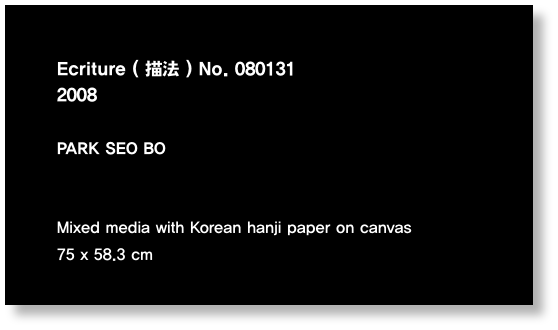 Ecriture ( 描法 ) No. 080131
2008
PARK SEO BO
Mixed media with Korean hanji paper on canvas
75 x 58.3 cm